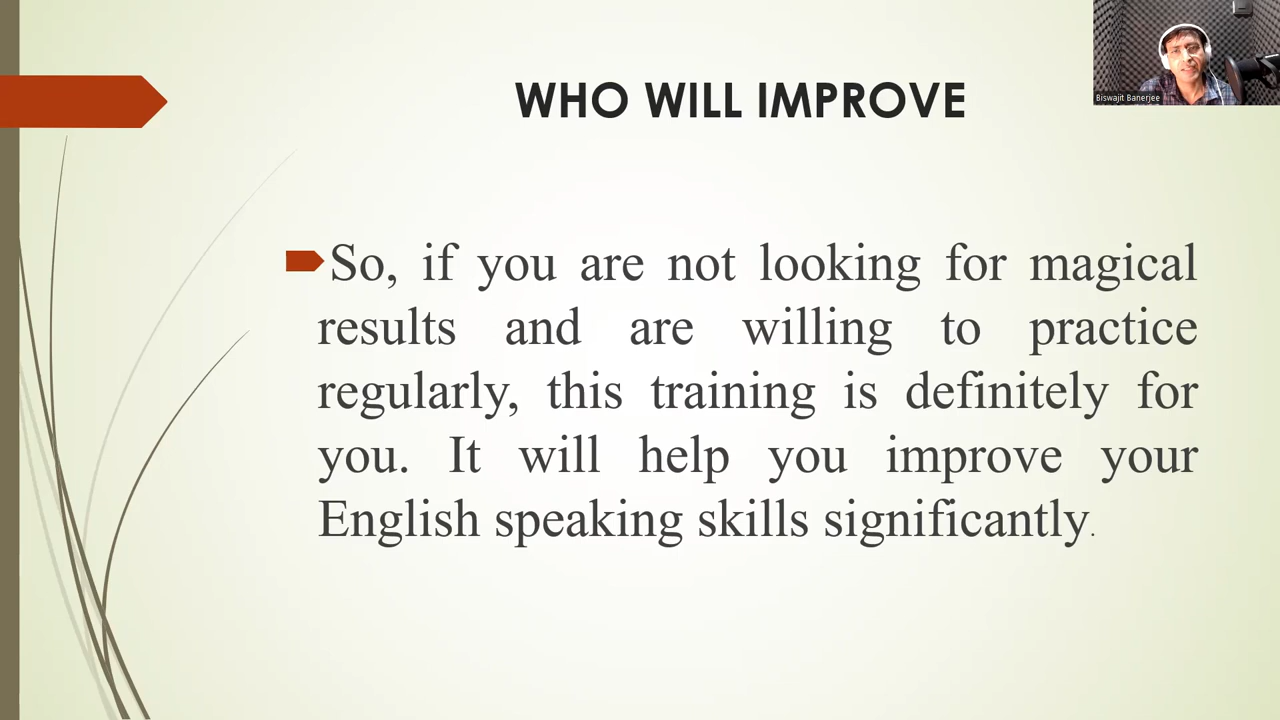 WHO WILL IMPROVE
Biswajit Banerjee
So, if you are not looking for magical
results and are willing to practice
regularly, this training is definitely for
you. It will help you improve your
English speaking skills significantly.